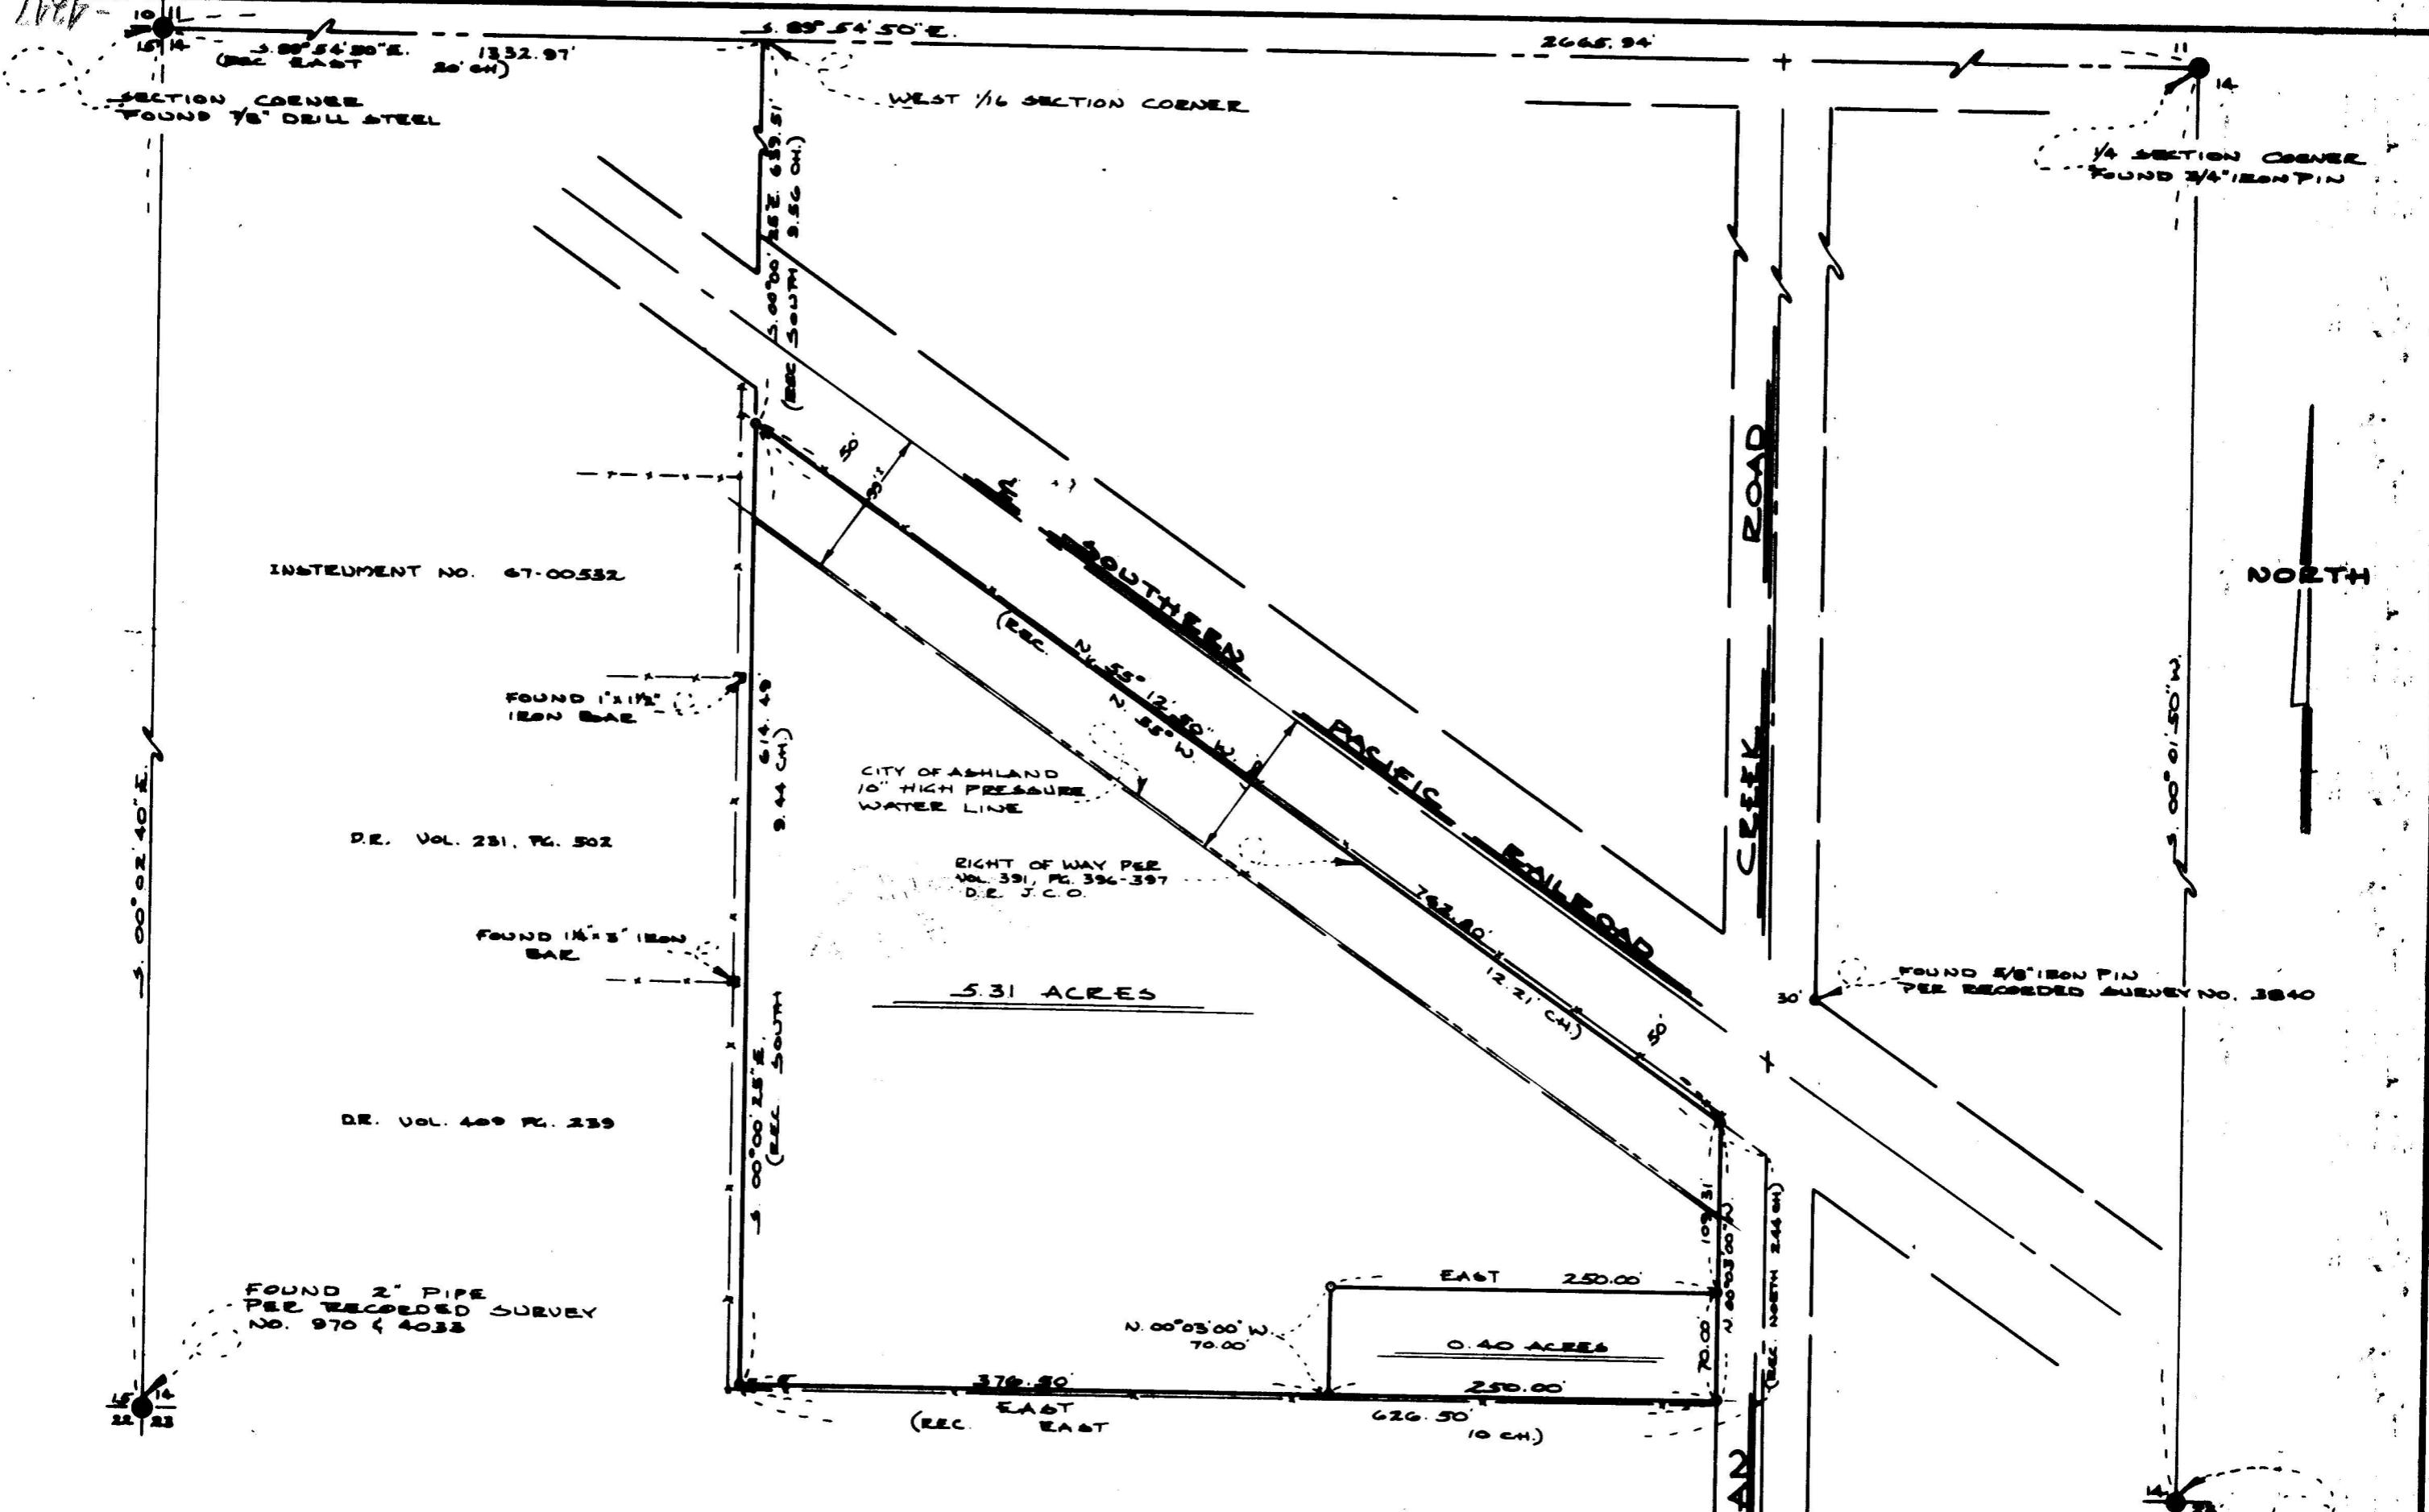 10 11
15 14
S. 89° 54' 50" E. 1332.97'
(REC EAST 20 CH)
SECTION CORNER
FOUND 7/8" DRILL STEEL
S. 89° 54' 50" E.
2665.94'
WEST 1/16 SECTION CORNER
11
14
1/4 SECTION CORNER
FOUND 3/4" IRON PIN
S. 00°00'25" E. 639.51'
(REC SOUTH 9.56 CH.)
50'
INSTRUMENT NO. 67-00532
FOUND 1" x 1 1/2"
IRON BAR
614.49
9.44 CH.)
S. 00° 02' 40" E.
D.R. VOL. 231, PG. 502
FOUND 1 1/4" x 3" IRON
BAR
D.R. VOL. 409 PG. 239
S. 00° 00' 25" E.
(REC. SOUTH
SOUTHERN
PACIFIC
RAILROAD
N. 55° 12' 30" W.
(REC. N. 55° W.
CITY OF ASHLAND
10" HIGH PRESSURE
WATER LINE
RIGHT OF WAY PER
VOL. 391, PG. 396-397
D.R. J.C.O.
12.21 CH.)
50'
5.31 ACRES
CREEK ROAD
NORTH
S. 00° 01' 50" W.
30'
FOUND 5/8" IRON PIN
PER RECORDED SURVEY NO. 3840
109.31
N. 00°03'00" W.
(REC. NORTH 2.44 CH)
70.00'
EAST 250.00'
N. 00°03'00" W.
70.00'
0.40 ACRES
FOUND 2" PIPE
PER RECORDED SURVEY
NO. 970 & 4033
15 14
22 23
376.50'
250.00'
EAST 626.50'
(REC. EAST 10 CH.)
14